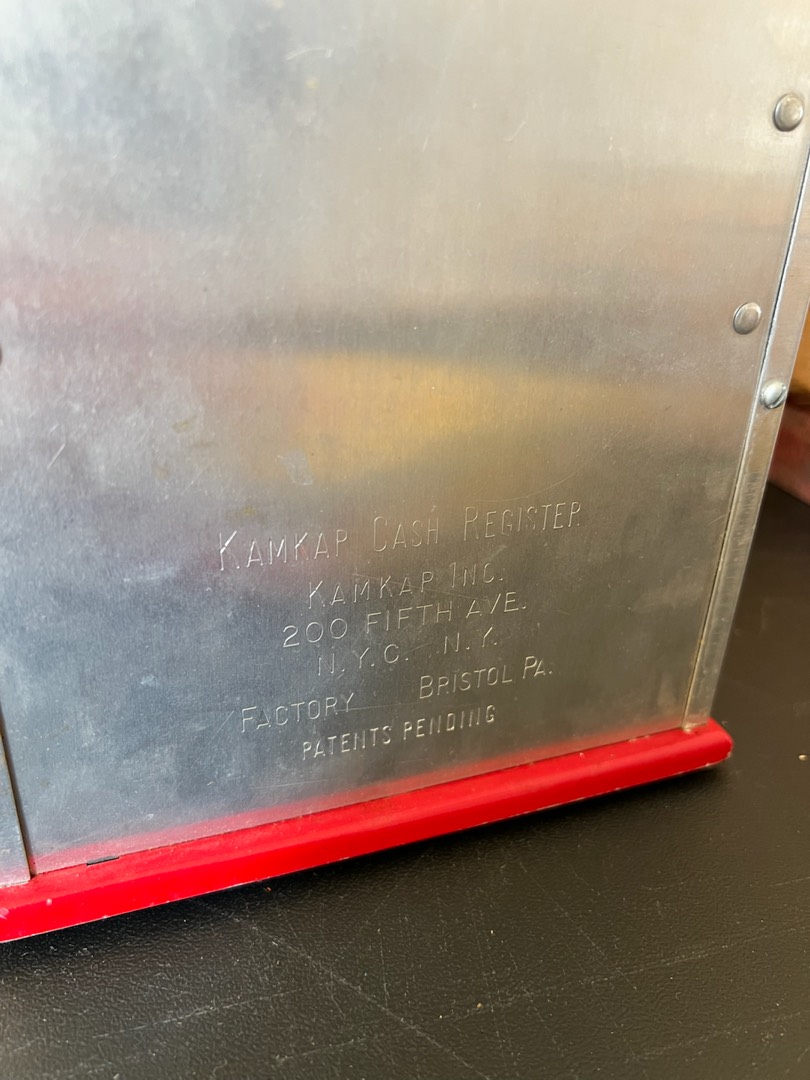 KAMKAP CASH REGISTER
KAMKAP INC.
200 FIFTH AVE.
N.Y.C. N.Y.
FACTORY BRISTOL PA.
PATENTS PENDING